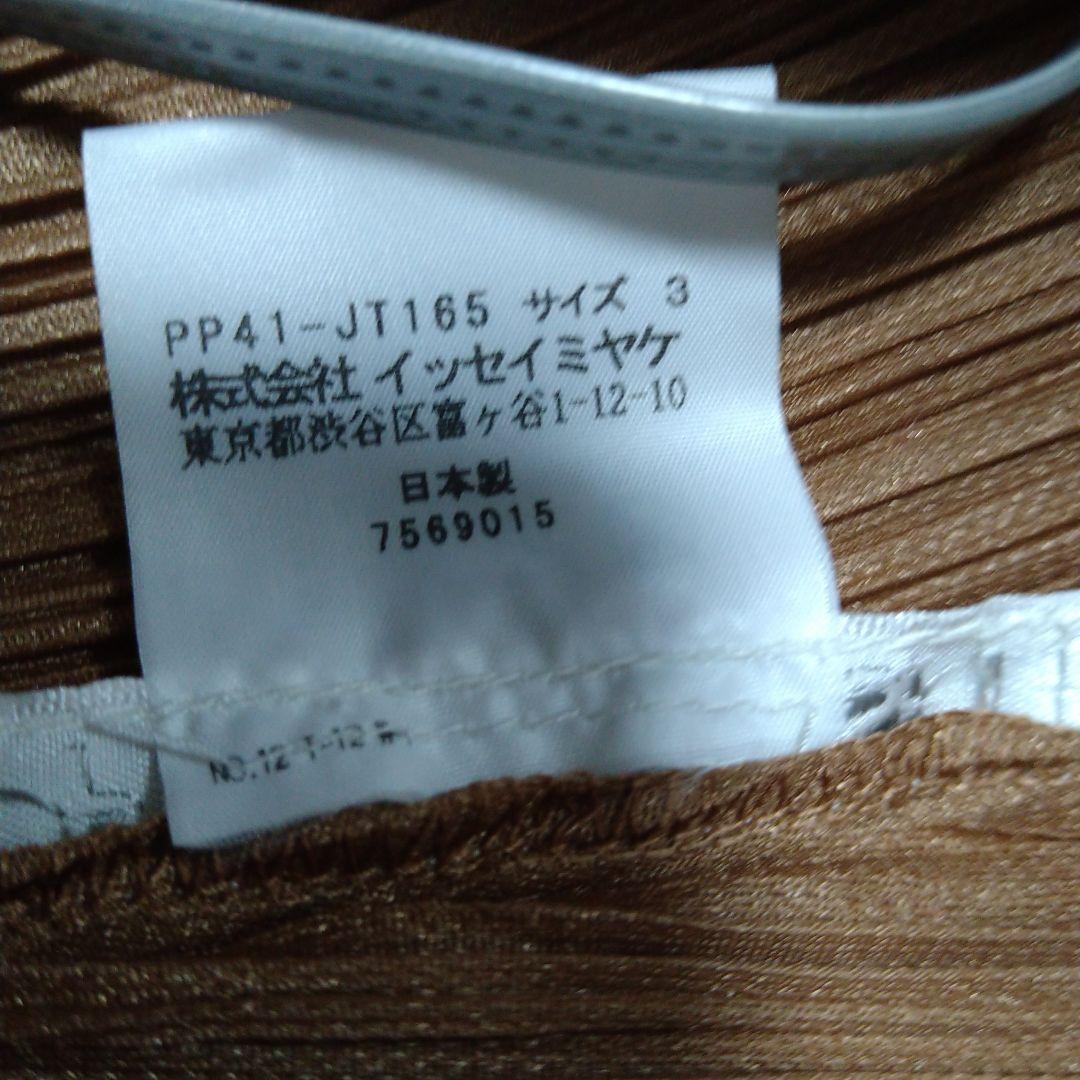 PP41-JT165 サイズ 3
株式会社 イッセイミヤケ
東京都渋谷区富ヶ谷1-12-10
日本製
7569015